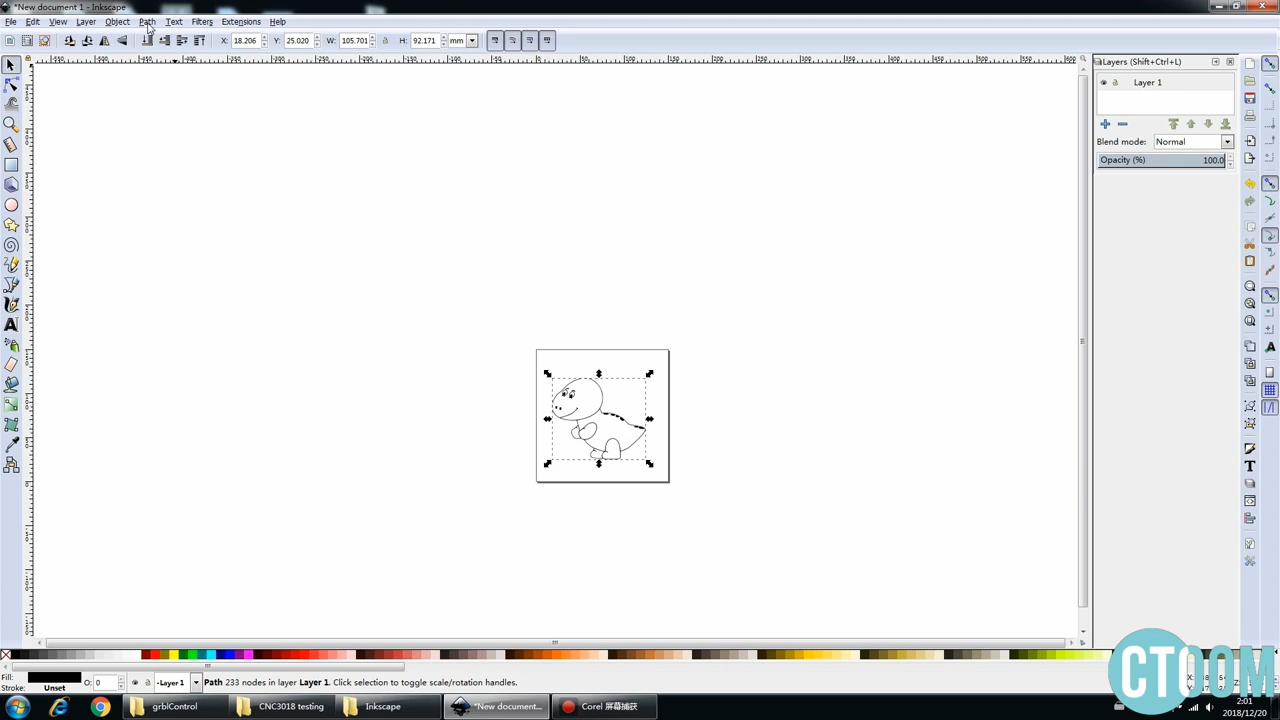 *New document 1 - Inkscape
File Edit View Layer Object Path Text Filters Extensions Help
X: 18.206 Y: 25.020 W: 105.701 H: 92.171 mm
Layers (Shift+Ctrl+L)
Layer 1
Blend mode: Normal
Opacity (%) 100.0
Fill:
Stroke: Unset O: 0 -Layer 1 Path 233 nodes in layer Layer 1. Click selection to toggle scale/rotation handles.
CTOOM
grblControl CNC3018 testing Inkscape *New document... Corel 屏幕捕获
2:01
2018/12/20